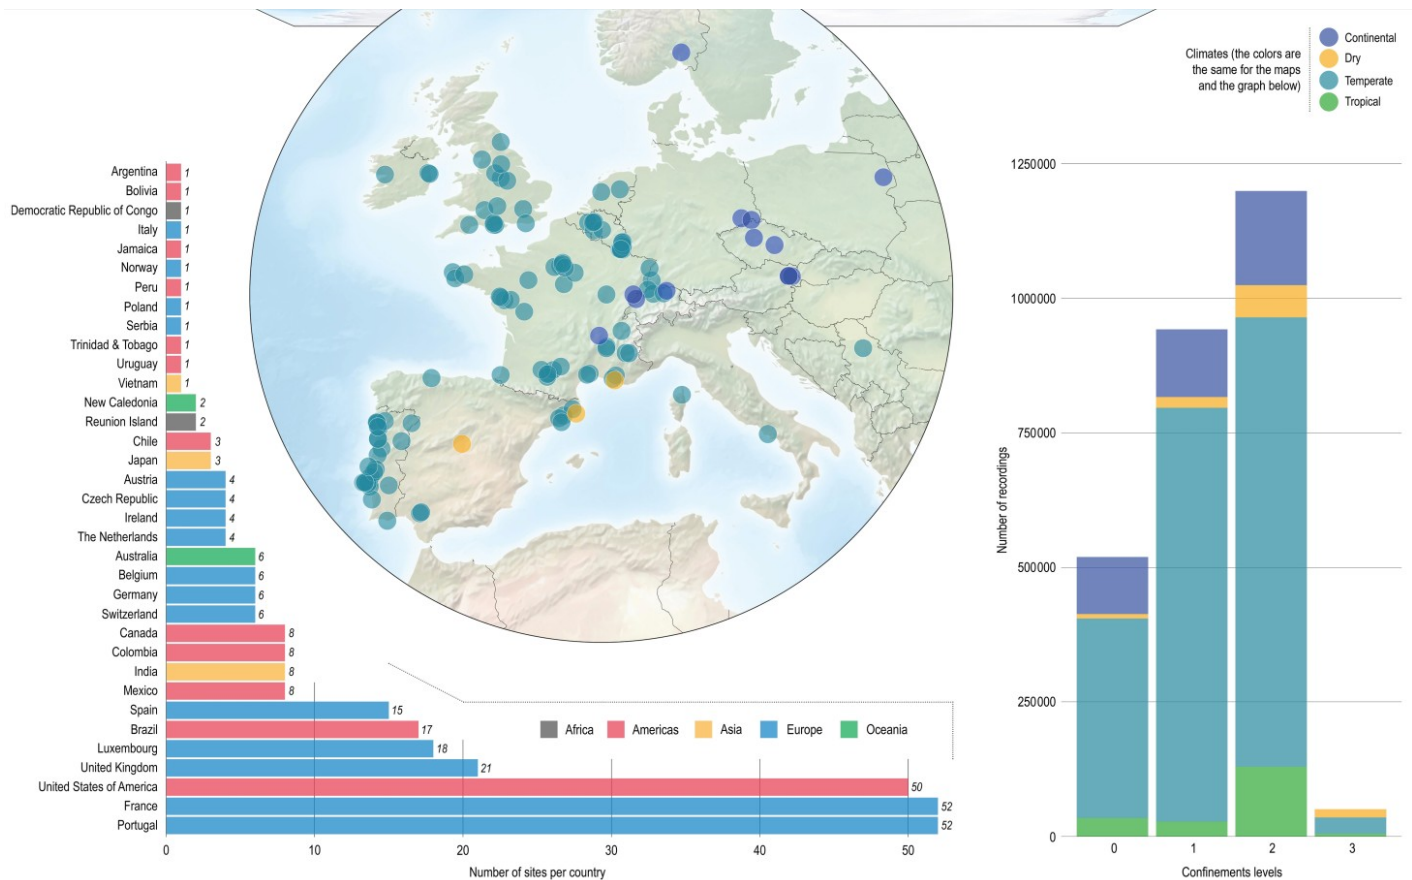 Climates (the colors are
the same for the maps
and the graph below)
Continental
Dry
Temperate
Tropical
Argentina 1
Bolivia 1
Democratic Republic of Congo 1
Italy 1
Jamaica 1
Norway 1
Peru 1
Poland 1
Serbia 1
Trinidad & Tobago 1
Uruguay 1
Vietnam 1
New Caledonia 2
Reunion Island 2
Chile 3
Japan 3
Austria 4
Czech Republic 4
Ireland 4
The Netherlands 4
Australia 6
Belgium 6
Germany 6
Switzerland 6
Canada 8
Colombia 8
India 8
Mexico 8
Spain 15
Brazil 17
Luxembourg 18
United Kingdom 21
United States of America 50
France 52
Portugal 52
0 10 20 30 40 50
Number of sites per country
Africa Americas Asia Europe Oceania
1250000
1000000
750000
500000
250000
0
Number of recordings
0 1 2 3
Confinements levels